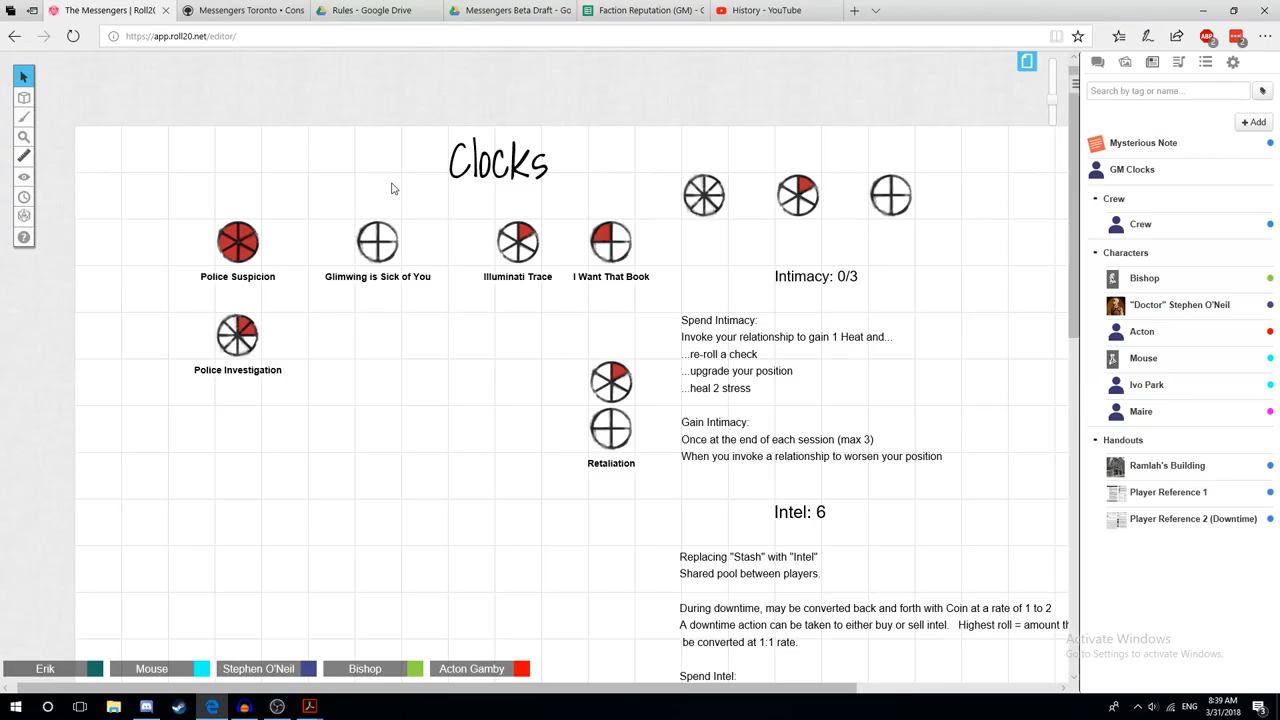 The Messengers | Roll20
Messengers Toronto • Cons
Rules - Google Drive
Messengers Beta Draft - Go
Faction Reputation (GM) - G
History - YouTube
https://app.roll20.net/editor/
ABP
2
2
Clocks
Police Suspicion
Glimwing is Sick of You
Illuminati Trace
I Want That Book
Police Investigation
Retaliation
Intimacy: 0/3
Spend Intimacy:
Invoke your relationship to gain 1 Heat and...
...re-roll a check
...upgrade your position
...heal 2 stress
Gain Intimacy:
Once at the end of each session (max 3)
When you invoke a relationship to worsen your position
Intel: 6
Replacing "Stash" with "Intel"
Shared pool between players.
During downtime, may be converted back and forth with Coin at a rate of 1 to 2
A downtime action can be taken to either buy or sell intel. Highest roll = amount th
be converted at 1:1 rate.
Spend Intel:
Search by tag or name...
+ Add
Mysterious Note
GM Clocks
Crew
Crew
Characters
Bishop
"Doctor" Stephen O'Neil
Acton
Mouse
Ivo Park
Maire
Handouts
Ramlah's Building
Player Reference 1
Player Reference 2 (Downtime)
Activate Windows
Go to Settings to activate Windows.
Erik
Mouse
Stephen O'Neil
Bishop
Acton Gamby
ENG
8:39 AM
3/31/2018
3